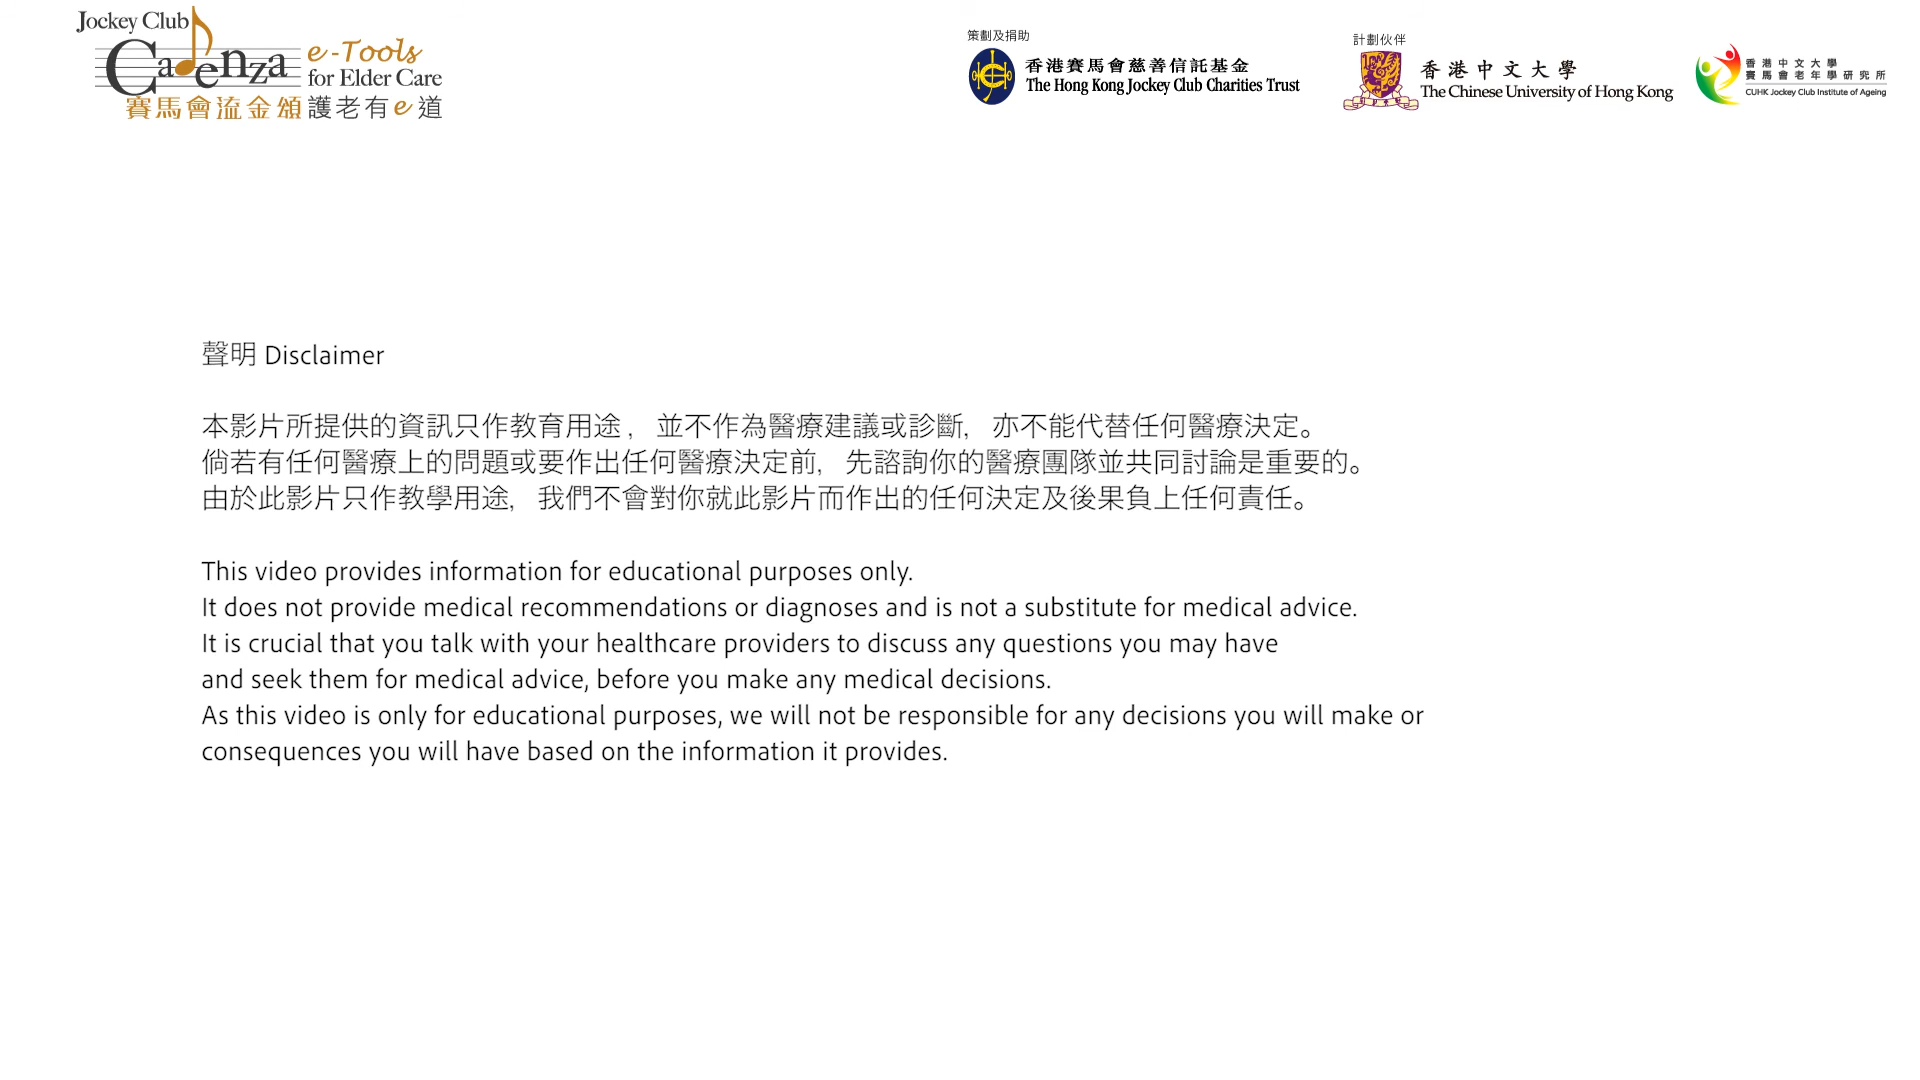 Jockey Club
Cadenza
e-Tools
for Elder Care
賽馬會流金頌護老有e道
策劃及捐助
香港賽馬會慈善信託基金
The Hong Kong Jockey Club Charities Trust
計劃伙伴
香港中文大學
The Chinese University of Hong Kong
香港中文大學
賽馬會老年學研究所
CUHK Jockey Club Institute of Ageing
聲明 Disclaimer
本影片所提供的資訊只作教育用途，並不作為醫療建議或診斷，亦不能代替任何醫療決定。
倘若有任何醫療上的問題或要作出任何醫療決定前，先諮詢你的醫療團隊並共同討論是重要的。
由於此影片只作教學用途，我們不會對你就此影片而作出的任何決定及後果負上任何責任。
This video provides information for educational purposes only.
It does not provide medical recommendations or diagnoses and is not a substitute for medical advice.
It is crucial that you talk with your healthcare providers to discuss any questions you may have
and seek them for medical advice, before you make any medical decisions.
As this video is only for educational purposes, we will not be responsible for any decisions you will make or
consequences you will have based on the information it provides.